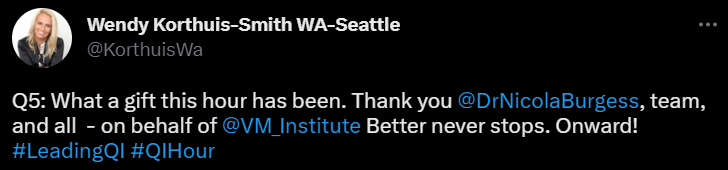 Wendy Korthuis-Smith WA-Seattle
@KorthuisWa
Q5: What a gift this hour has been. Thank you @DrNicolaBurgess, team,
and all  - on behalf of @VM_Institute Better never stops. Onward!
#LeadingQI #QIHour